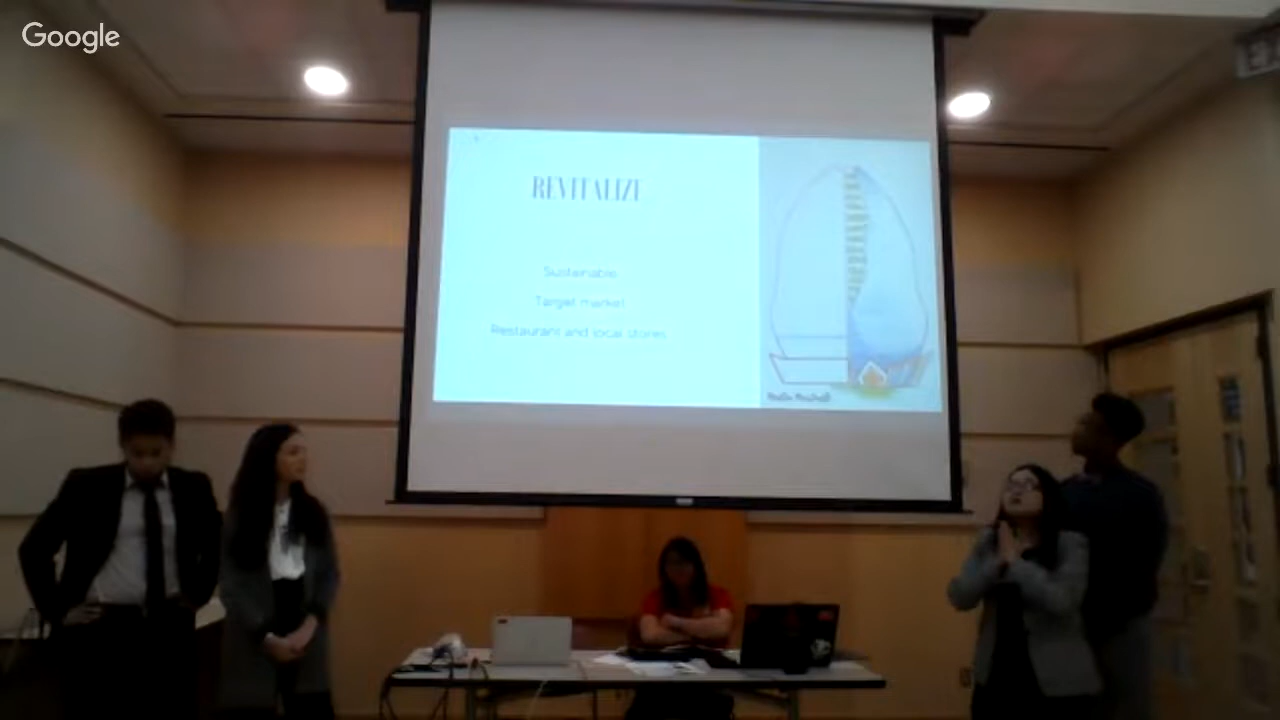 Google
REVITALIZE
Sustainable
Target market
Restaurant and local stores